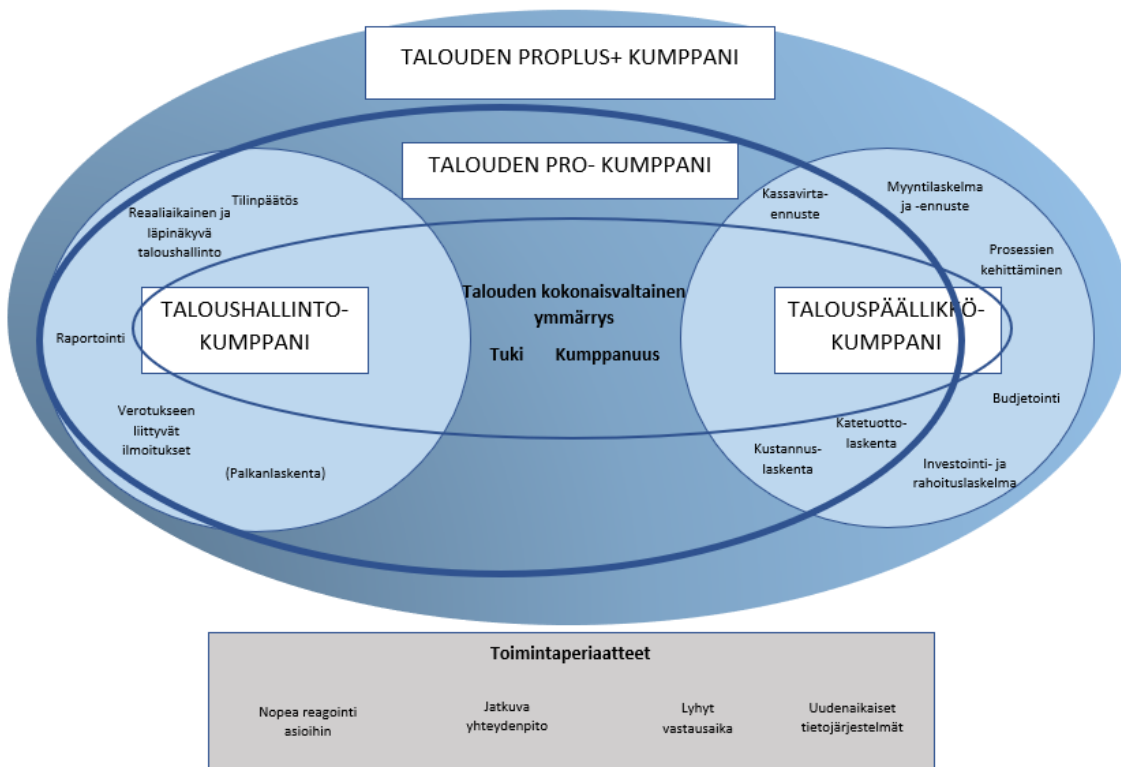 TALOUDEN PROPLUS+ KUMPPANI
TALOUDEN PRO- KUMPPANI
Tilinpäätös
Reaaliaikainen ja
läpinäkyvä
taloushallinto
TALOUSHALLINTO-
KUMPPANI
Raportointi
Verotukseen
liittyvät
ilmoitukset
(Palkanlaskenta)
Talouden kokonaisvaltainen
ymmärrys
Tuki Kumppanuus
Kassavirta-
ennuste
Myyntilaskelma
ja -ennuste
Prosessien
kehittäminen
TALOUSPÄÄLLIKKÖ-
KUMPPANI
Budjetointi
Katetuotto-
laskenta
Kustannus-
laskenta
Investointi- ja
rahoituslaskelma
Toimintaperiaatteet
Nopea reagointi
asioihin
Jatkuva
yhteydenpito
Lyhyt
vastausaika
Uudenaikaiset
tietojärjestelmät